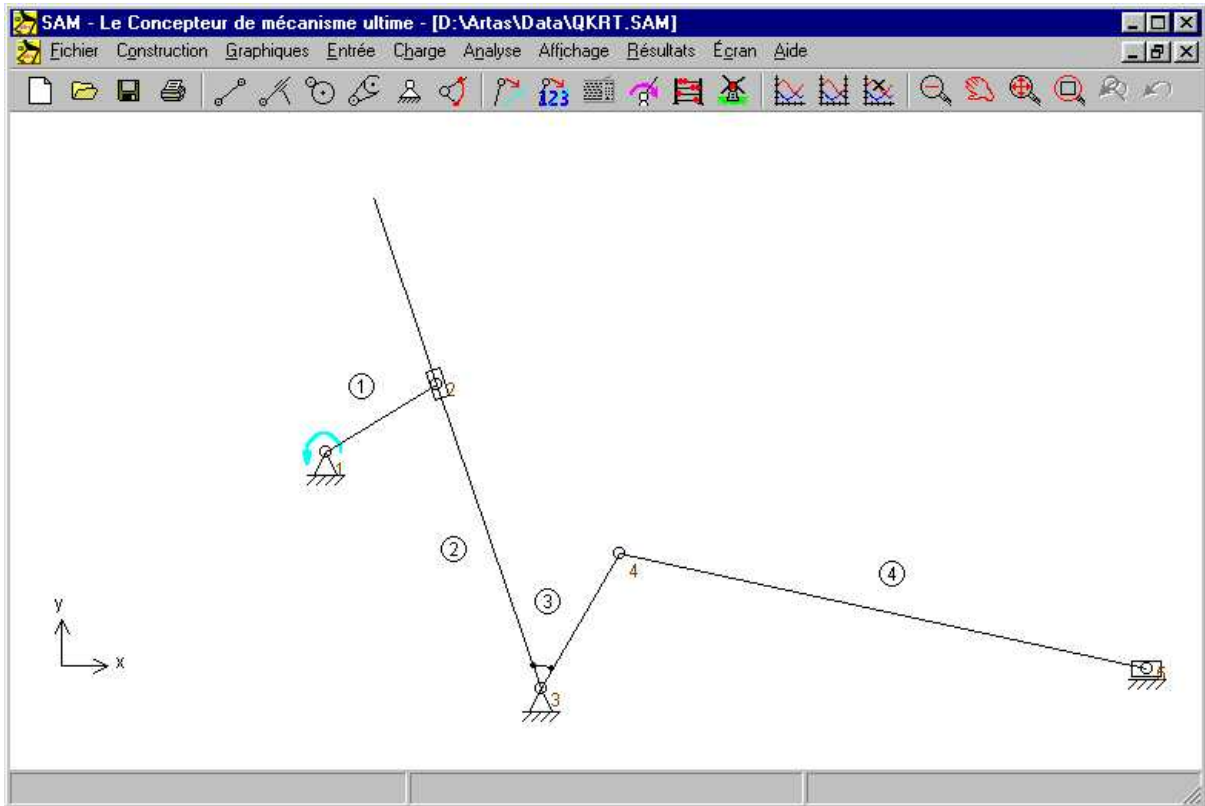 SAM - Le Concepteur de mécanisme ultime - [D:\Artas\Data\QKRT.SAM]
Fichier Construction Graphiques Entrée Charge Analyse Affichage Résultats Écran Aide
123
1
2
1
2
3
4
4
3
5
y
x